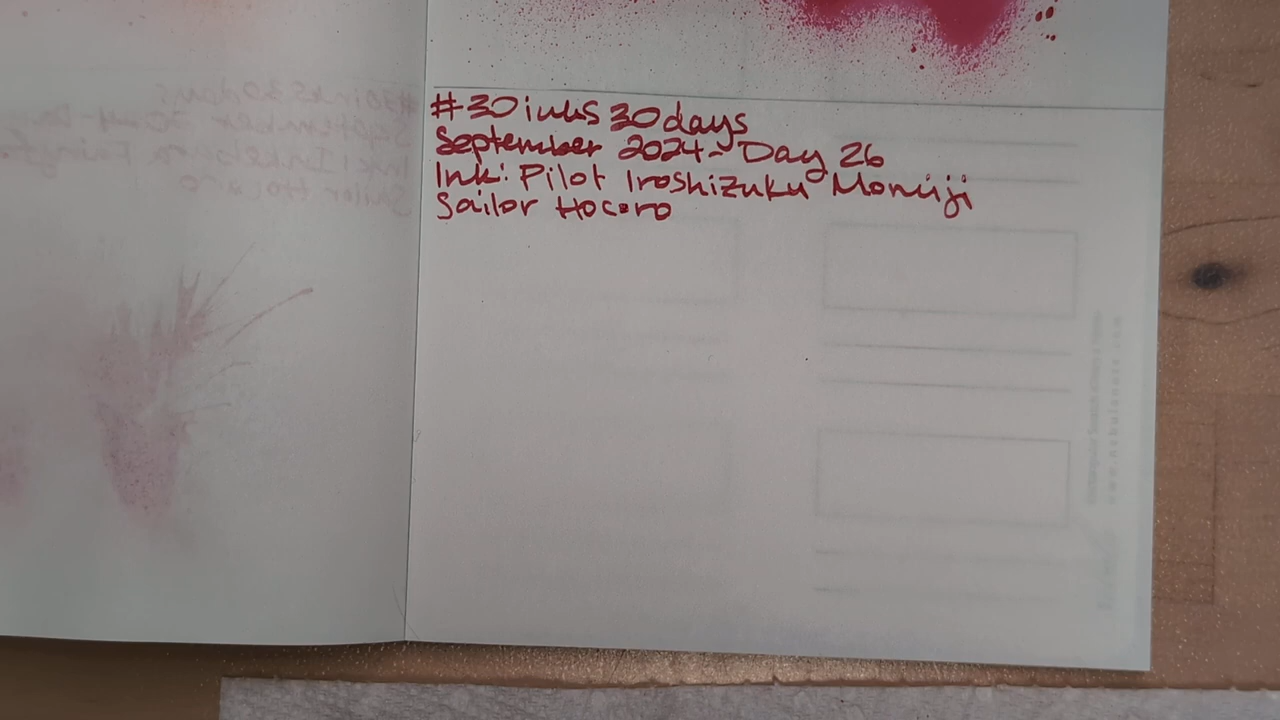 #30inks30days
September 2024 - Day 26
Ink: Pilot Iroshizuku Momiji
Sailor Hocoro